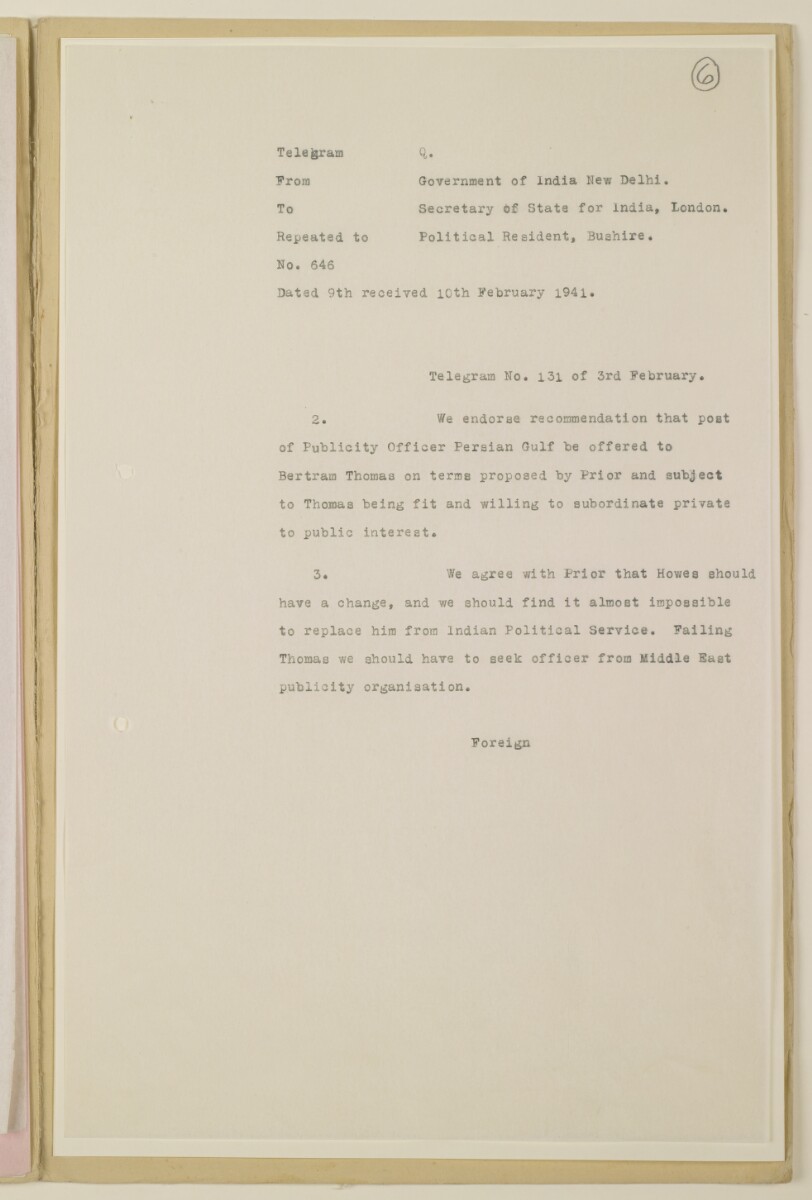 6
Telegram Q.
From Government of India New Delhi.
To Secretary of State for India, London.
Repeated to Political Resident, Bushire.
No. 646
Dated 9th received 10th February 1941.
Telegram No. 131 of 3rd February.
2. We endorse recommendation that post
of Publicity Officer Persian Gulf be offered to
Bertram Thomas on terms proposed by Prior and subject
to Thomas being fit and willing to subordinate private
to public interest.
3. We agree with Prior that Howes should
have a change, and we should find it almost impossible
to replace him from Indian Political Service. Failing
Thomas we should have to seek officer from Middle East
publicity organisation.
Foreign